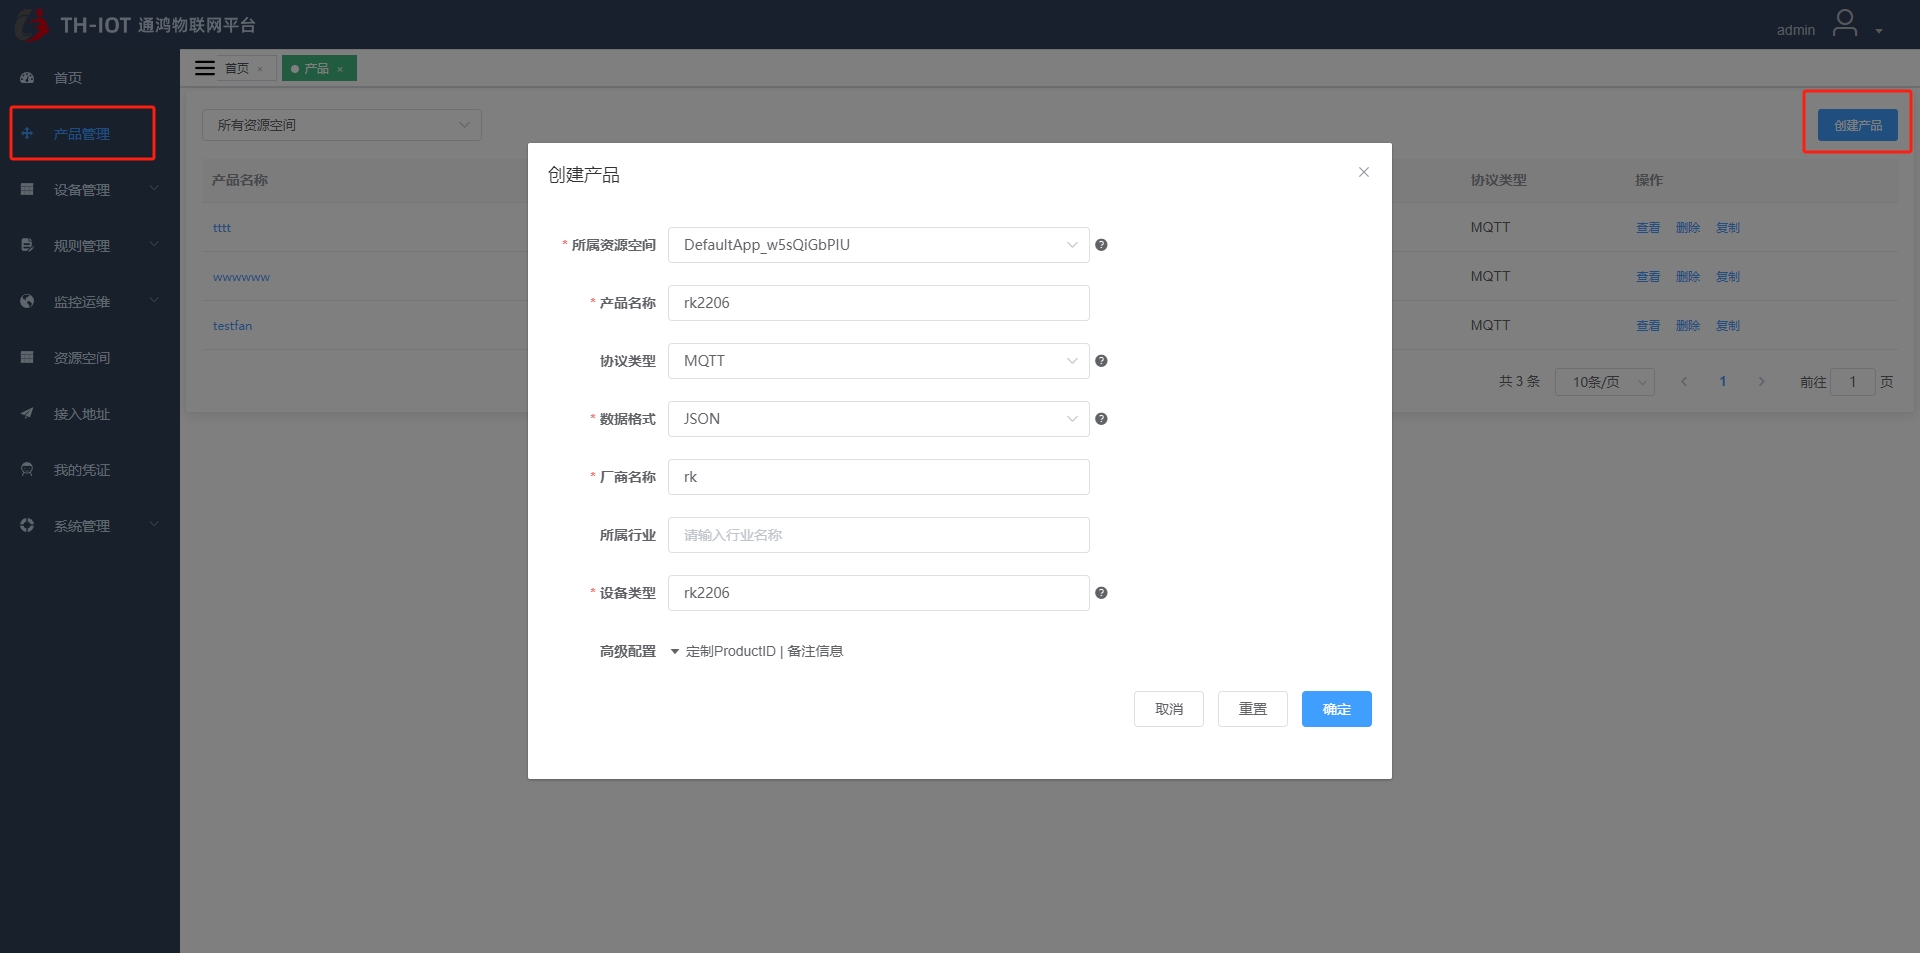 TH-IOT 通鸿物联网平台
admin
首页
产品管理
设备管理
规则管理
监控运维
资源空间
接入地址
我的凭证
系统管理
首页 ×
产品 ×
所有资源空间
创建产品
产品名称 协议类型 操作
tttt MQTT 查看 删除 复制
wwwwww MQTT 查看 删除 复制
testfan MQTT 查看 删除 复制
共 3 条 10条/页 1 前往 1 页
创建产品
* 所属资源空间 DefaultApp_w5sQiGbPIU
* 产品名称 rk2206
协议类型 MQTT
* 数据格式 JSON
* 厂商名称 rk
所属行业 请输入行业名称
* 设备类型 rk2206
高级配置 定制ProductID | 备注信息
取消 重置 确定